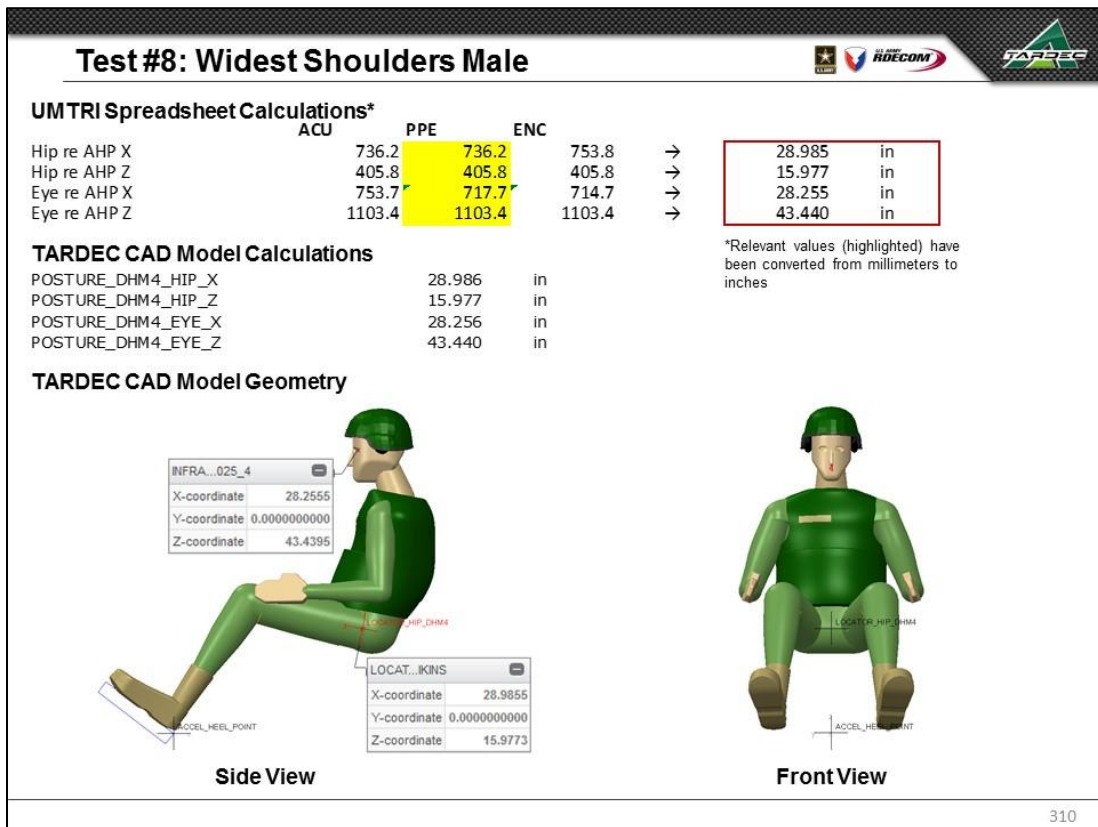 Test #8: Widest Shoulders Male
U.S. ARMY
U.S. ARMY
RDECOM
TARDEC
UMTRI Spreadsheet Calculations*
ACU PPE ENC
Hip re AHP X 736.2 736.2 753.8 → 28.985 in
Hip re AHP Z 405.8 405.8 405.8 → 15.977 in
Eye re AHP X 753.7 717.7 714.7 → 28.255 in
Eye re AHP Z 1103.4 1103.4 1103.4 → 43.440 in
*Relevant values (highlighted) have
been converted from millimeters to
inches
TARDEC CAD Model Calculations
POSTURE_DHM4_HIP_X 28.986 in
POSTURE_DHM4_HIP_Z 15.977 in
POSTURE_DHM4_EYE_X 28.256 in
POSTURE_DHM4_EYE_Z 43.440 in
TARDEC CAD Model Geometry
INFRA...025_4
X-coordinate 28.2555
Y-coordinate 0.0000000000
Z-coordinate 43.4395
LOCATOR_HIP_DHM4
LOCAT...IKINS
X-coordinate 28.9855
Y-coordinate 0.0000000000
Z-coordinate 15.9773
ACCEL_HEEL_POINT
Side View
LOCATOR_HIP_DHM4
ACCEL_HEEL_POINT
Front View
310